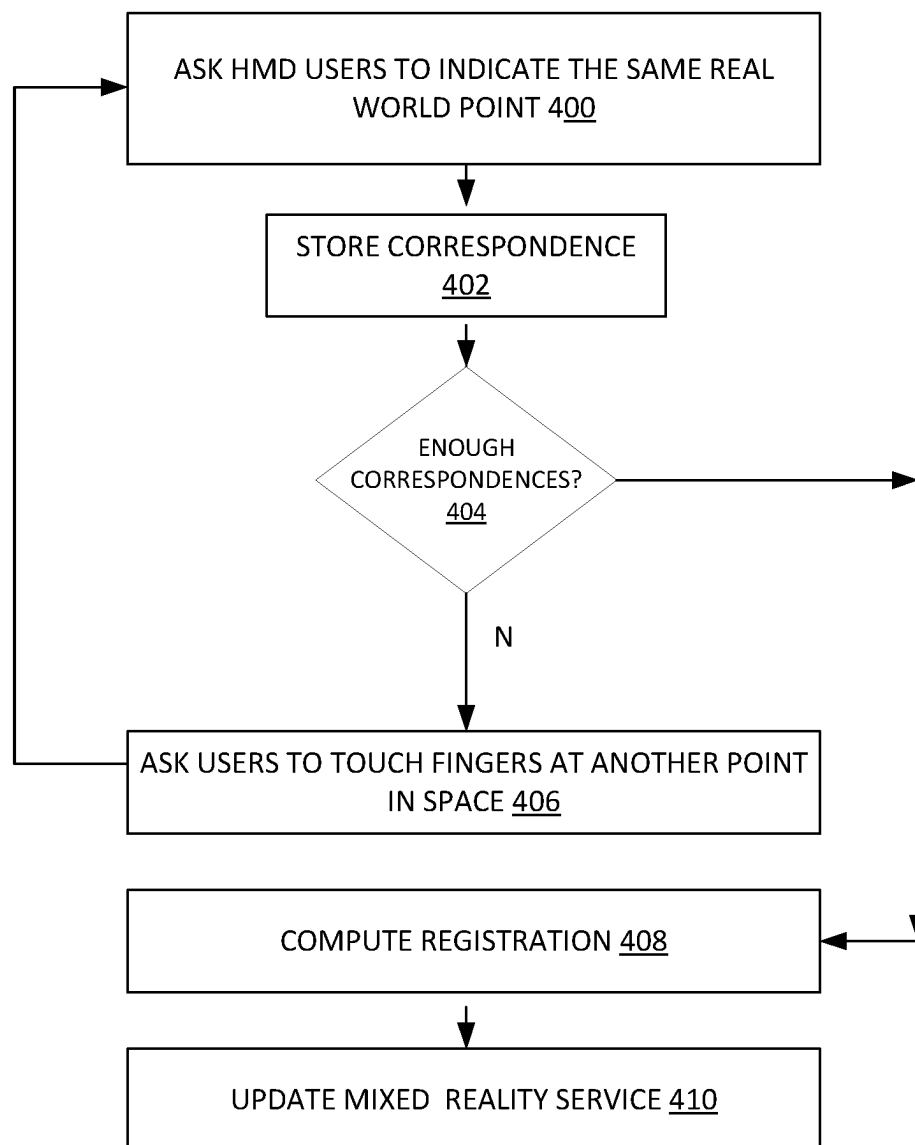 ASK HMD USERS TO INDICATE THE SAME REAL
WORLD POINT 400
STORE CORRESPONDENCE
402
ENOUGH
CORRESPONDENCES?
404
N
ASK USERS TO TOUCH FINGERS AT ANOTHER POINT
IN SPACE 406
COMPUTE REGISTRATION 408
UPDATE MIXED REALITY SERVICE 410